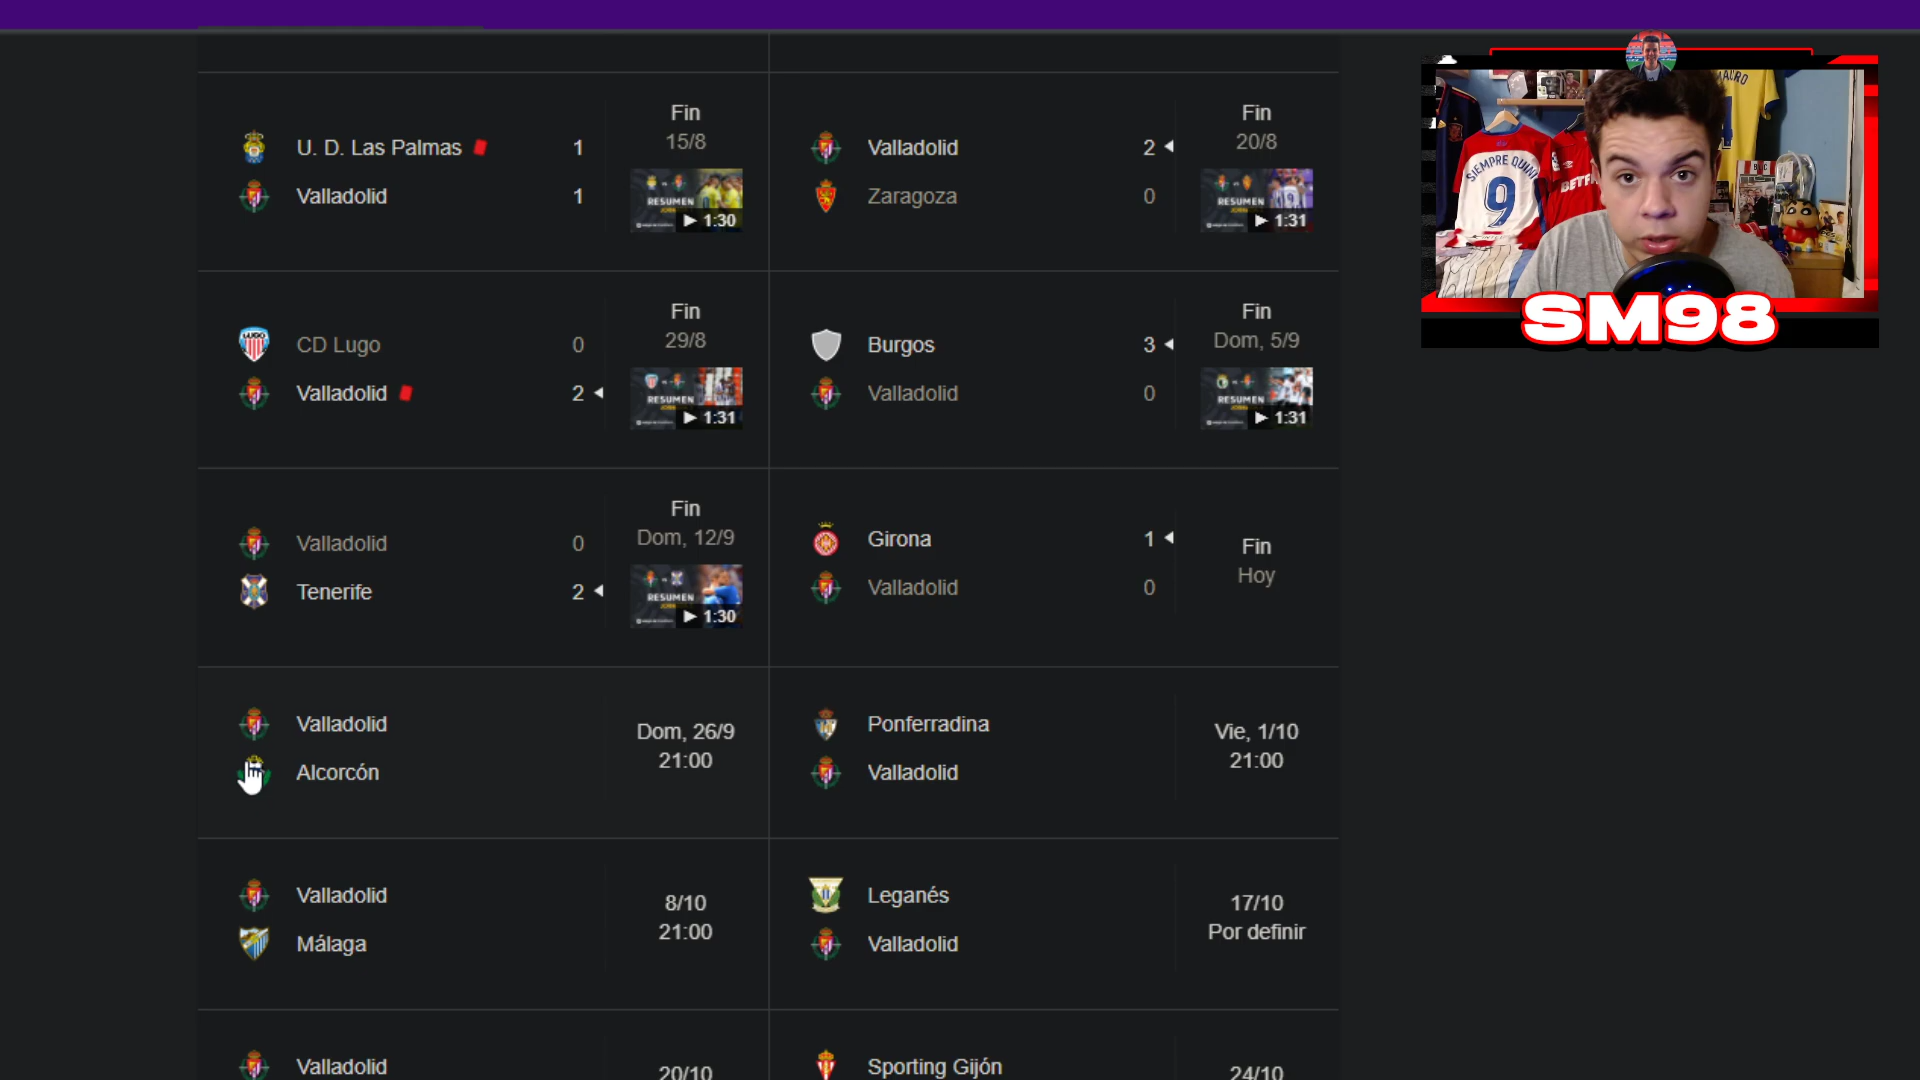 Fin
15/8
U. D. Las Palmas 1
Valladolid 1
RESUMEN
1:30
Fin
20/8
Valladolid 2
Zaragoza 0
RESUMEN
1:31
Fin
29/8
CD Lugo 0
Valladolid 2
RESUMEN
1:31
Fin
Dom, 5/9
Burgos 3
Valladolid 0
RESUMEN
1:31
Fin
Dom, 12/9
Valladolid 0
Tenerife 2
RESUMEN
1:30
Fin
Hoy
Girona 1
Valladolid 0
Valladolid
Alcorcón
Dom, 26/9
21:00
Ponferradina
Valladolid
Vie, 1/10
21:00
Valladolid
Málaga
8/10
21:00
Leganés
Valladolid
17/10
Por definir
Valladolid
20/10
Sporting Gijón
24/10
SIEMPRE QUINI
9
SM98